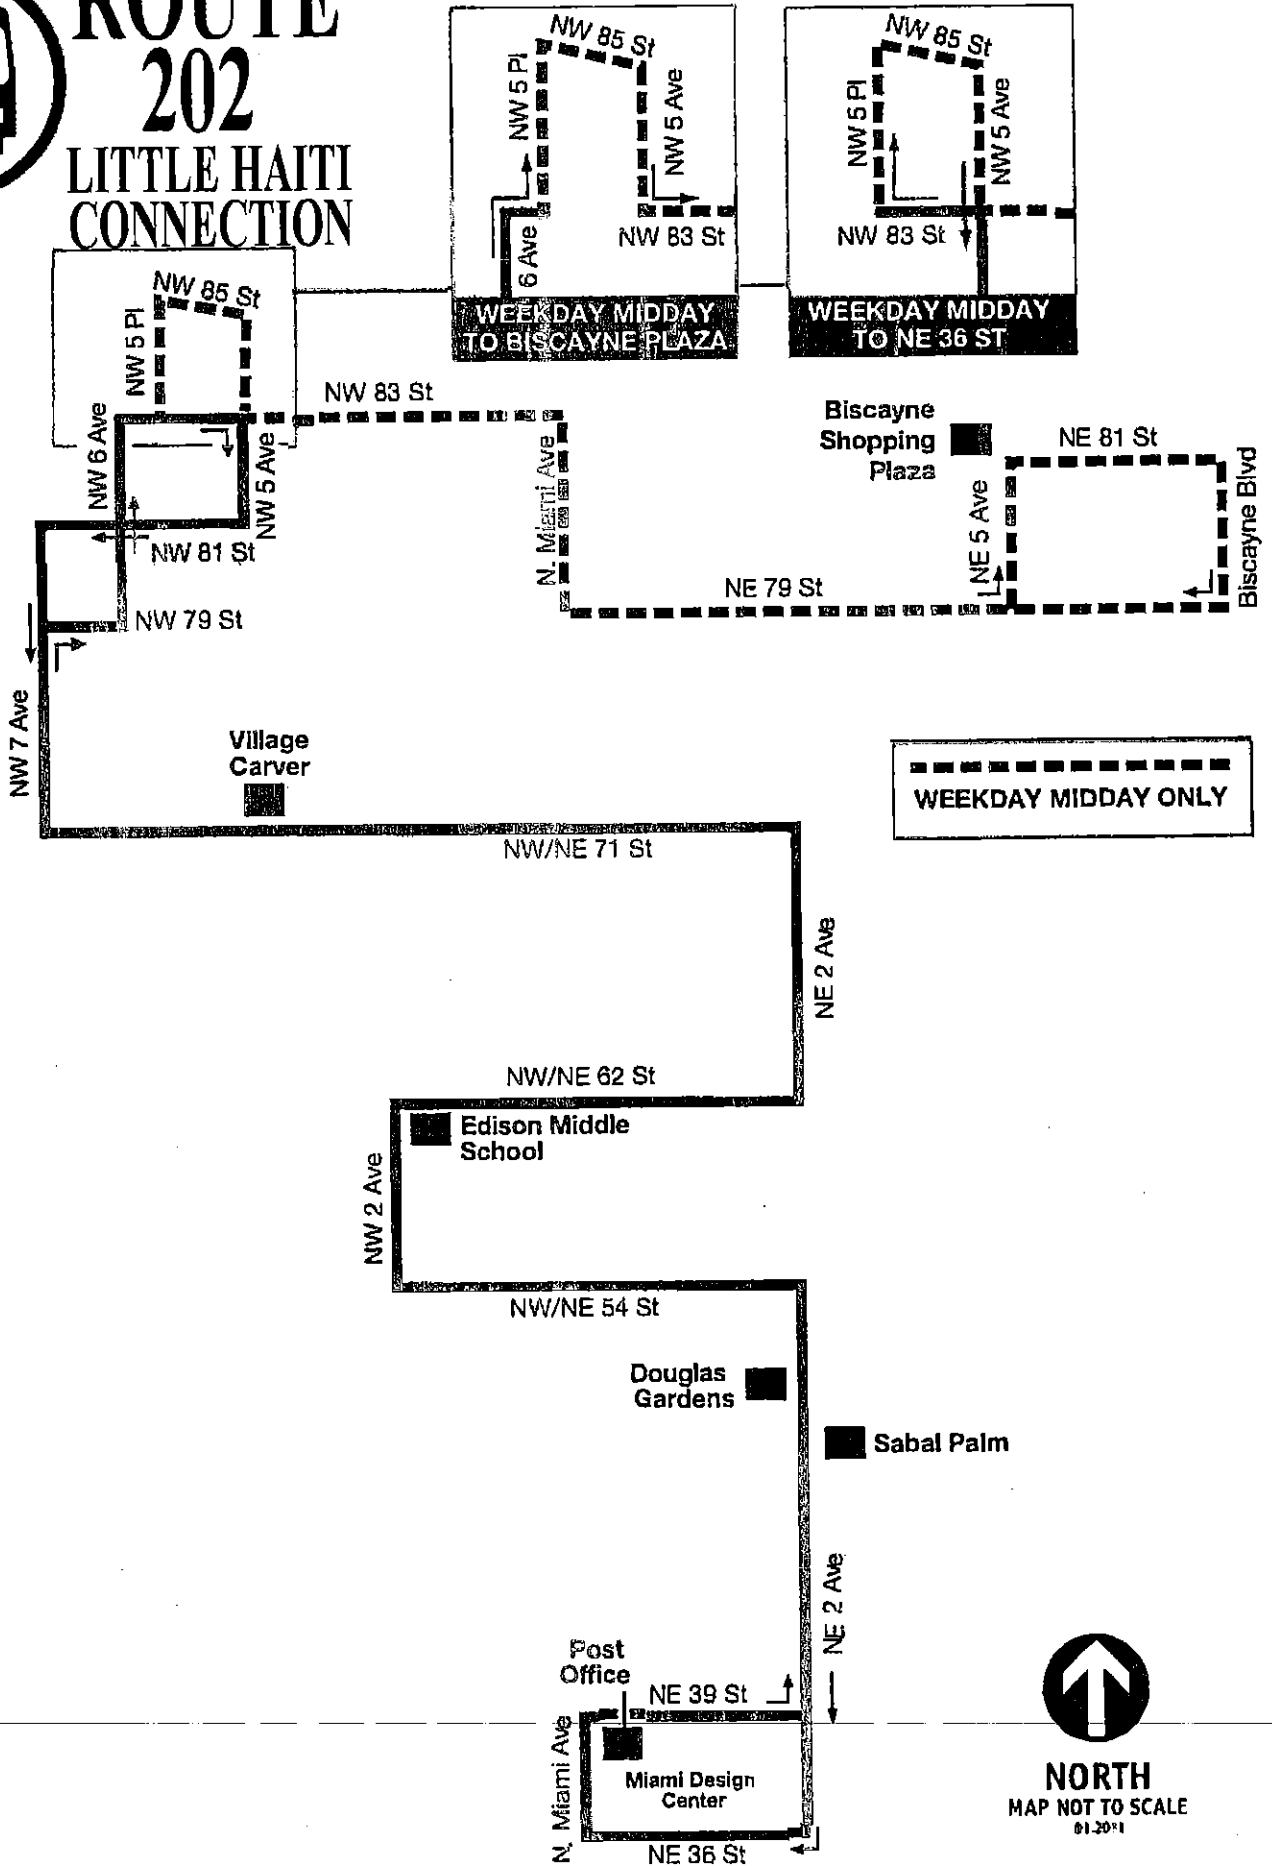 ROUTE
202
LITTLE HAITI
CONNECTION
NW 85 St
NW 5 Pl
NW 5 Ave
6 Ave
NW 83 St
WEEKDAY MIDDAY
TO BISCAYNE PLAZA
NW 85 St
NW 5 Pl
NW 5 Ave
NW 83 St
WEEKDAY MIDDAY
TO NE 36 ST
NW 85 St
NW 5 Pl
NW 83 St
NW 6 Ave
NW 5 Ave
N. Miami Ave
Biscayne
Shopping
Plaza
NE 81 St
NE 5 Ave
Biscayne Blvd
NW 81 St
NE 79 St
NW 79 St
NW 7 Ave
Village
Carver
WEEKDAY MIDDAY ONLY
NW/NE 71 St
NE 2 Ave
NW/NE 62 St
Edison Middle
School
NW 2 Ave
NW/NE 54 St
Douglas
Gardens
Sabal Palm
NE 2 Ave
Post
Office
NE 39 St
N. Miami Ave
Miami Design
Center
NE 36 St
NORTH
MAP NOT TO SCALE